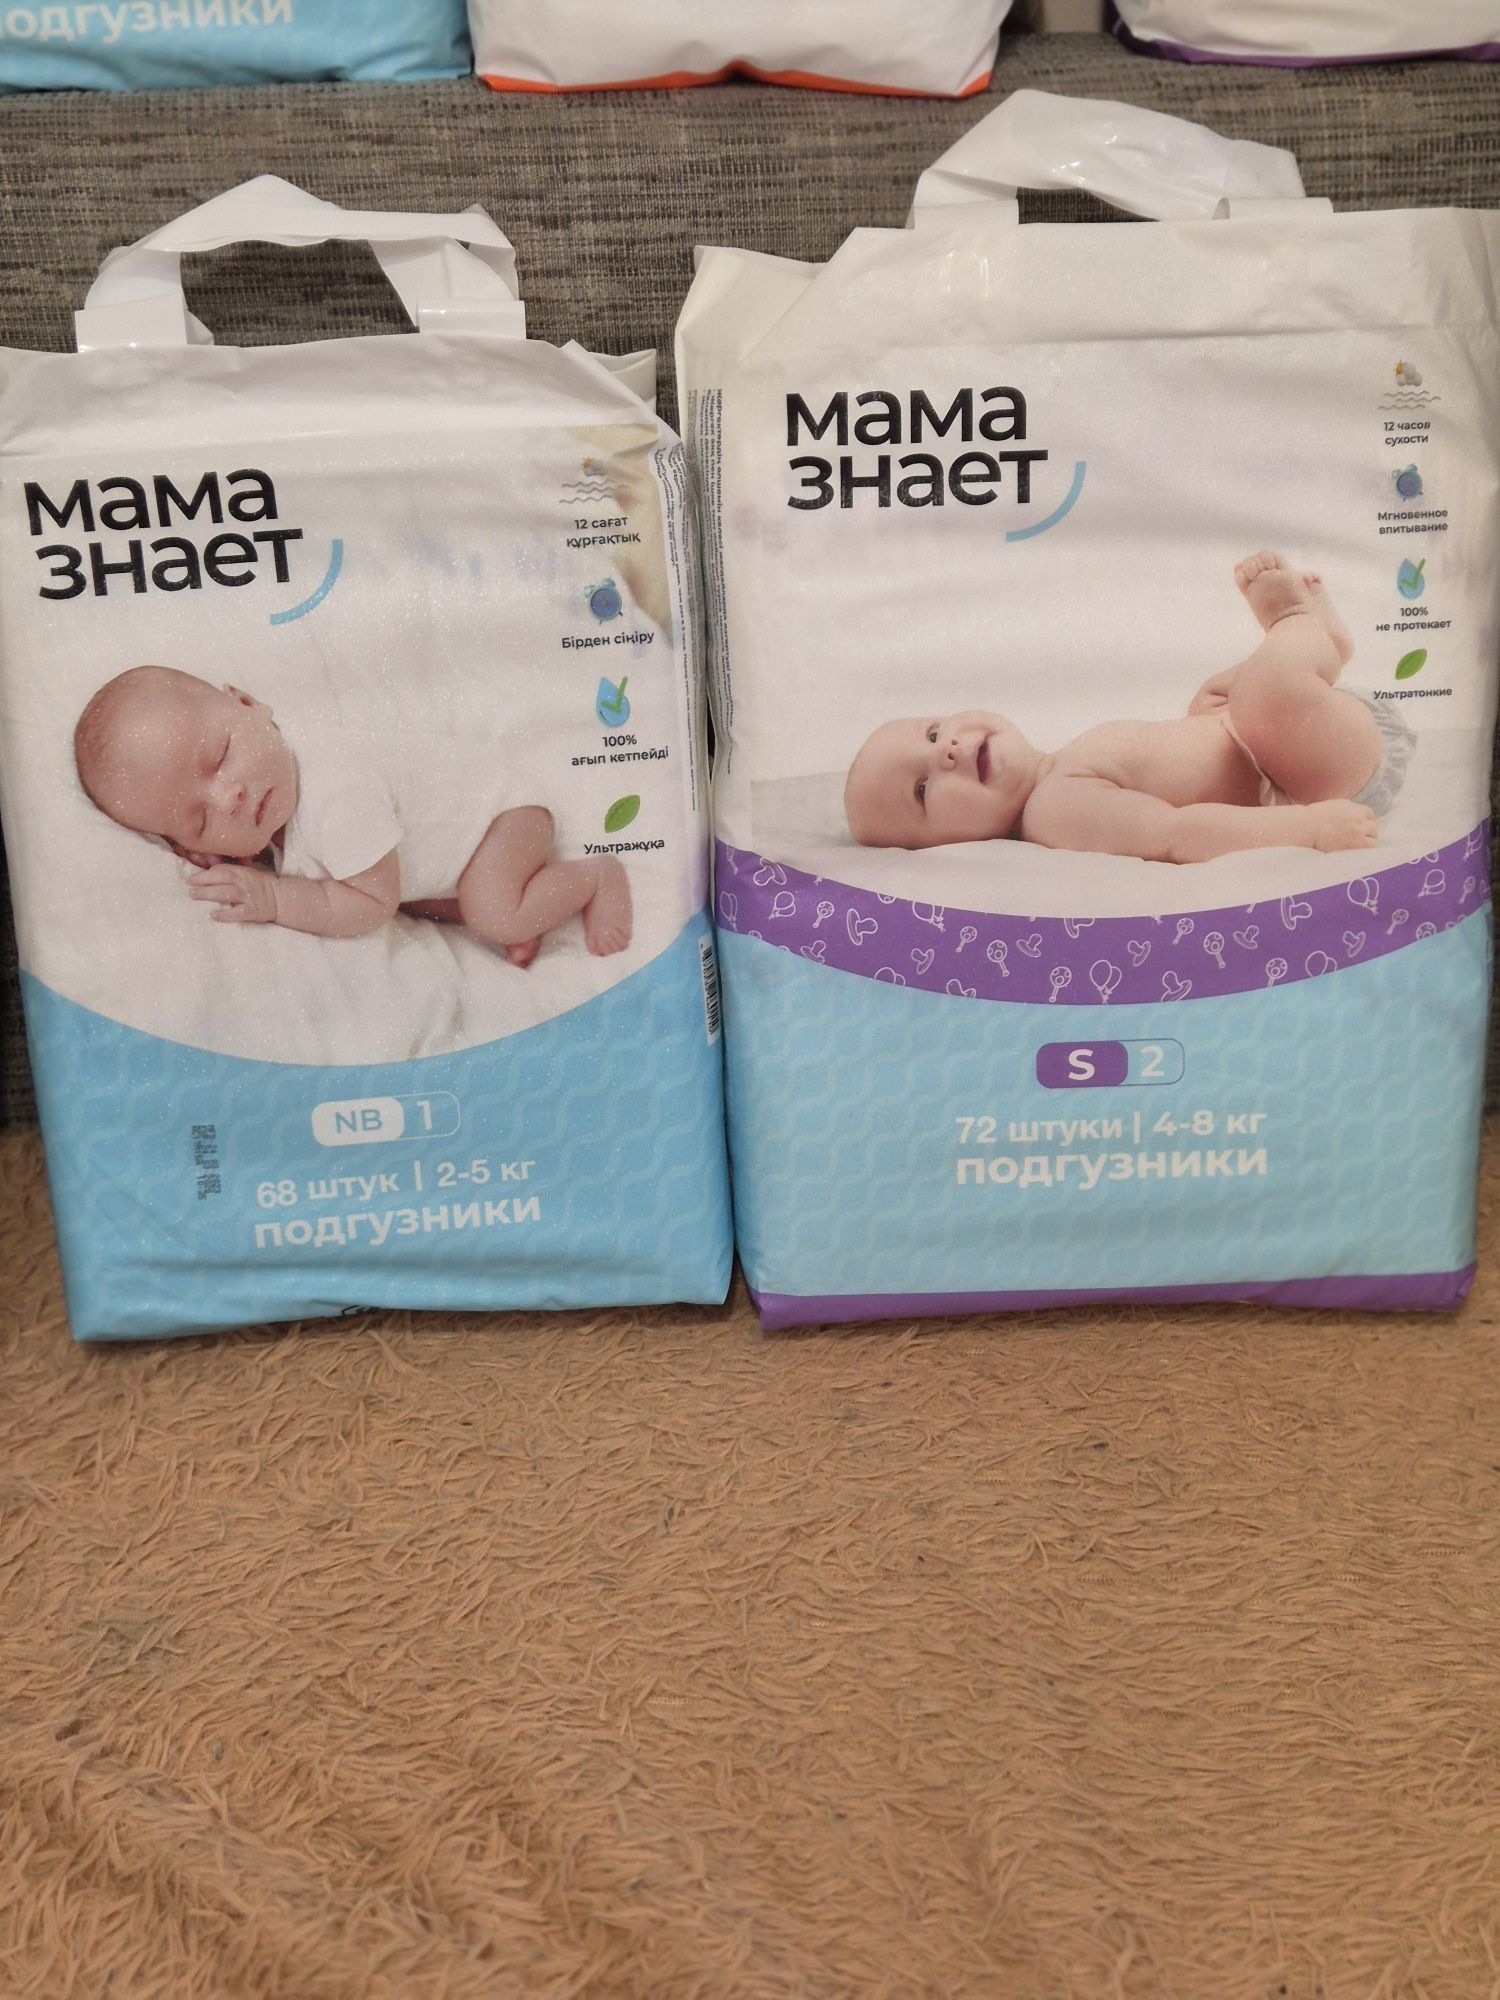 подгузники
мама
знает
12 сағат
құрғақтық
Бірден сіңіру
100%
ағып кетпейді
Ультражұқа
NB 1
68 штук | 2-5 кг
подгузники
мама
знает
12 часов
сухости
Мгновенное
впитывание
100%
не протекает
Ультратонкие
S 2
72 штуки | 4-8 кг
подгузники